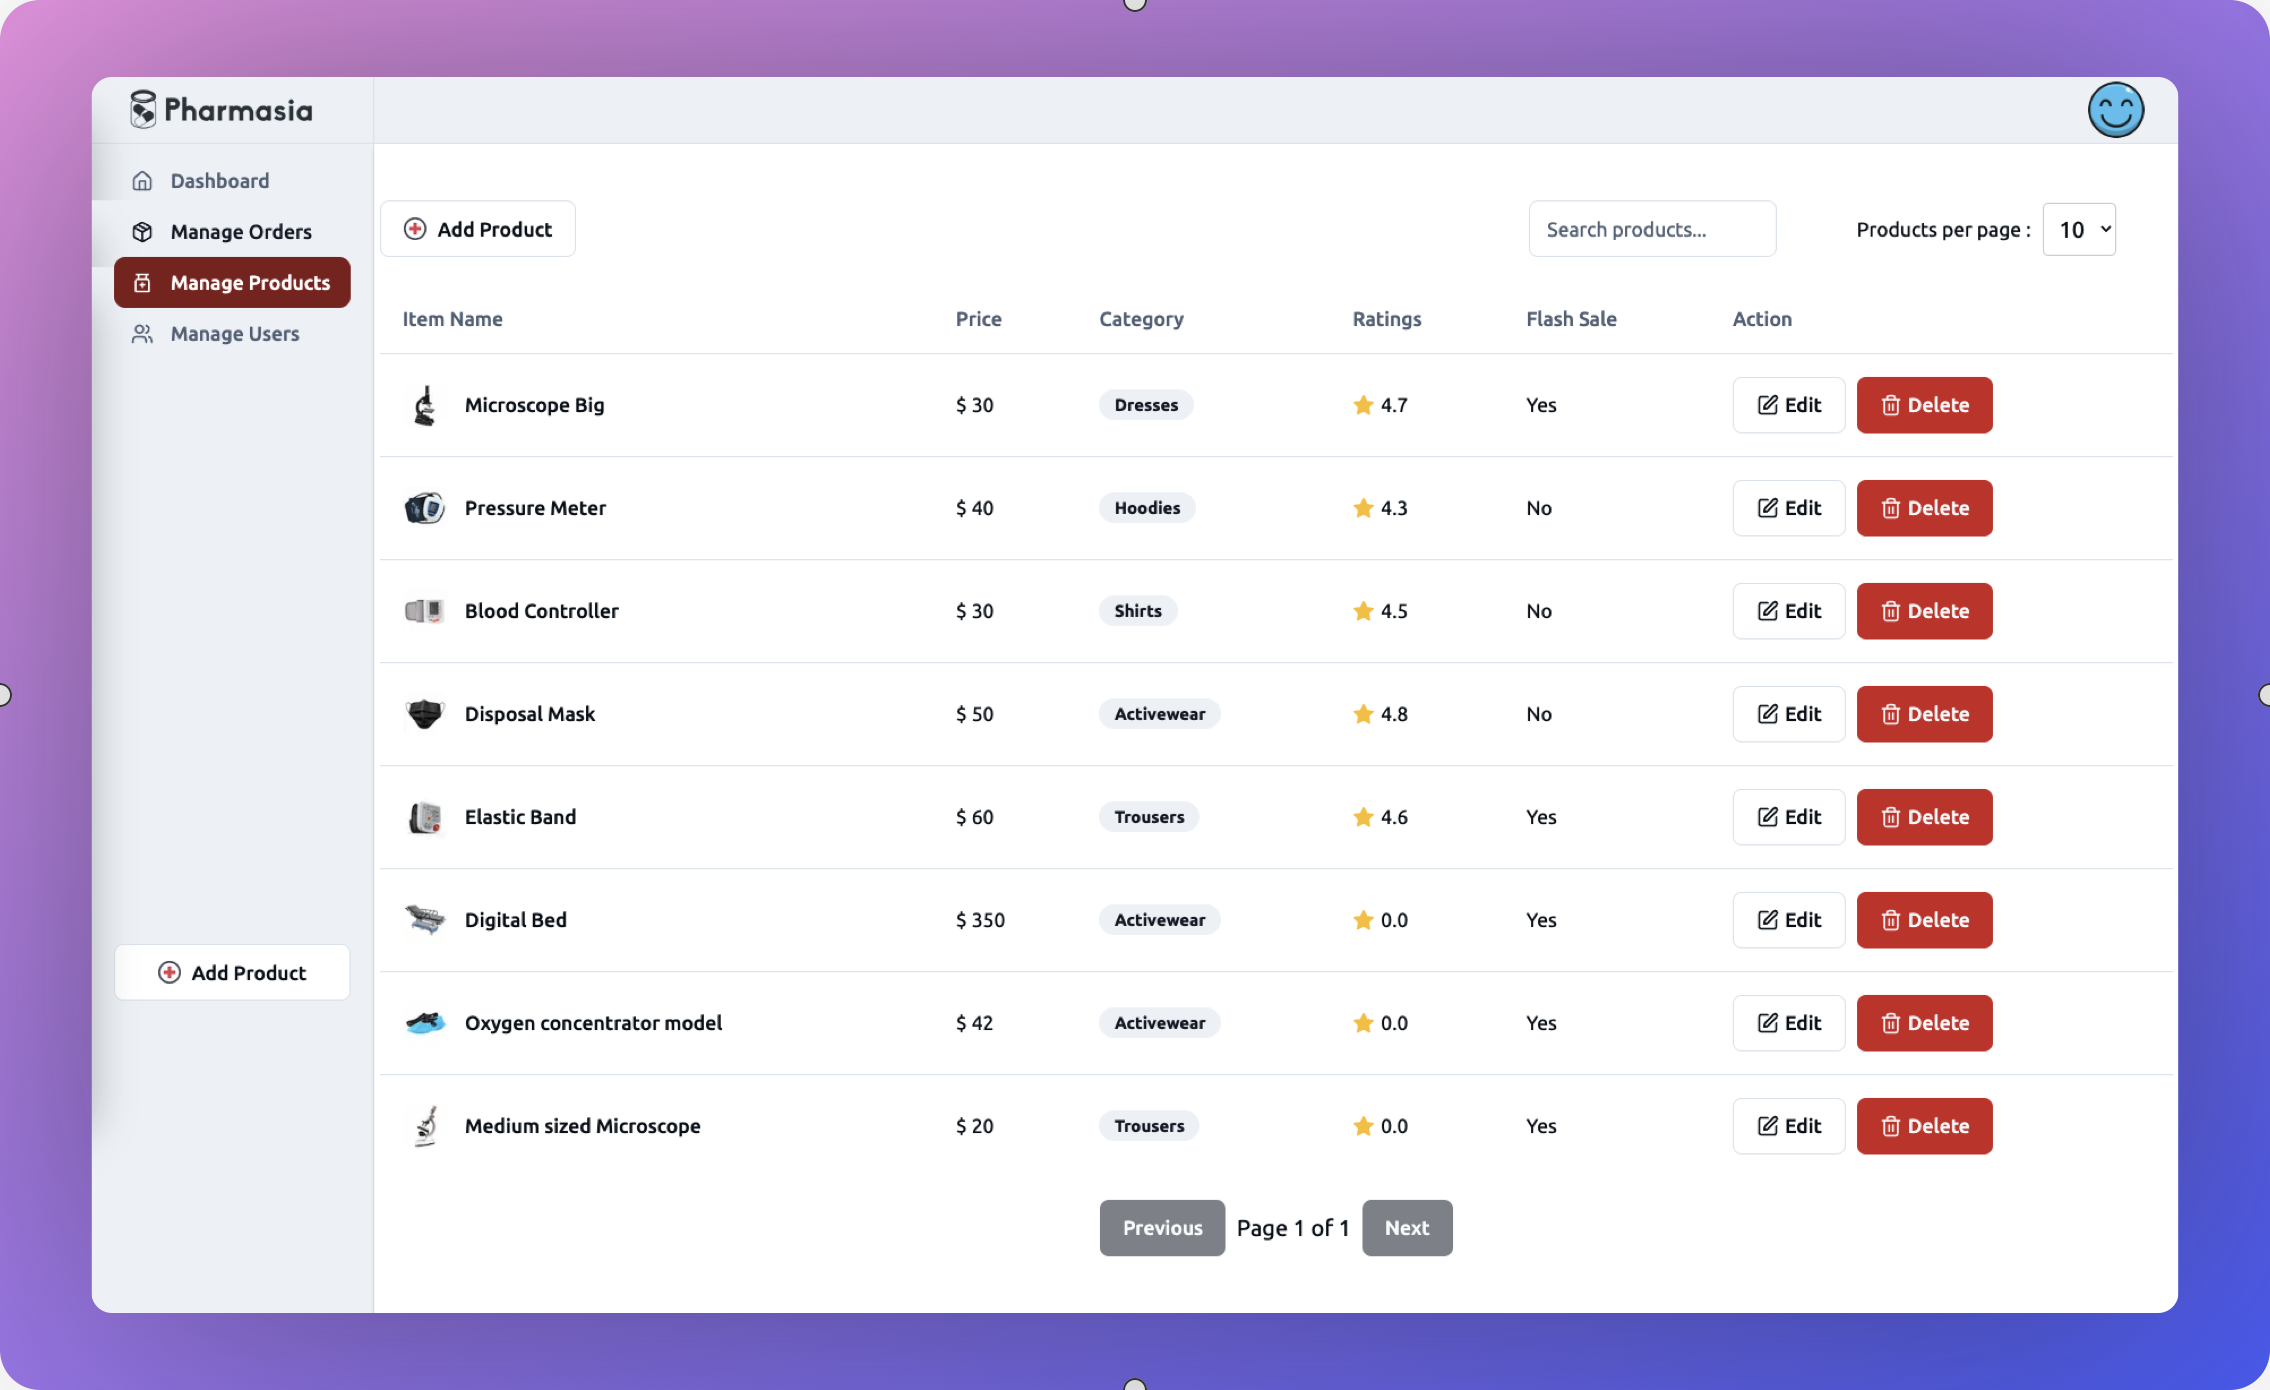 Pharmasia
Dashboard
Manage Orders
Manage Products
Manage Users
Add Product
Add Product
Search products...
Products per page : 10
Item Name Price Category Ratings Flash Sale Action
Microscope Big $ 30 Dresses 4.7 Yes Edit Delete
Pressure Meter $ 40 Hoodies 4.3 No Edit Delete
Blood Controller $ 30 Shirts 4.5 No Edit Delete
Disposal Mask $ 50 Activewear 4.8 No Edit Delete
Elastic Band $ 60 Trousers 4.6 Yes Edit Delete
Digital Bed $ 350 Activewear 0.0 Yes Edit Delete
Oxygen concentrator model $ 42 Activewear 0.0 Yes Edit Delete
Medium sized Microscope $ 20 Trousers 0.0 Yes Edit Delete
Previous Page 1 of 1 Next